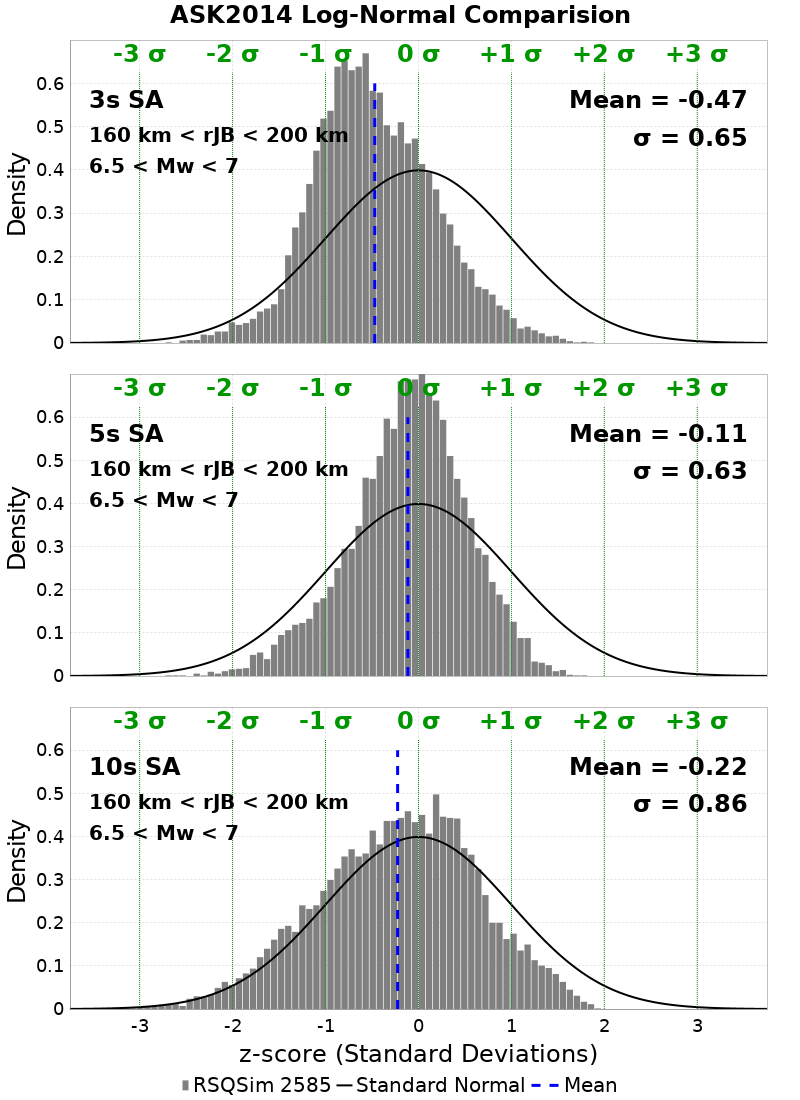 ASK2014 Log-Normal Comparision
-3 σ -2 σ -1 σ 0 σ +1 σ +2 σ +3 σ
3s SA
Mean = -0.47
160 km < rJB < 200 km
σ = 0.65
6.5 < Mw < 7
0.6
0.5
0.4
0.3
0.2
0.1
0
Density
-3 σ -2 σ -1 σ 0 σ +1 σ +2 σ +3 σ
5s SA
Mean = -0.11
160 km < rJB < 200 km
σ = 0.63
6.5 < Mw < 7
0.6
0.5
0.4
0.3
0.2
0.1
0
Density
-3 σ -2 σ -1 σ 0 σ +1 σ +2 σ +3 σ
10s SA
Mean = -0.22
160 km < rJB < 200 km
σ = 0.86
6.5 < Mw < 7
0.6
0.5
0.4
0.3
0.2
0.1
0
Density
-3 -2 -1 0 1 2 3
z-score (Standard Deviations)
RSQSim 2585 Standard Normal Mean